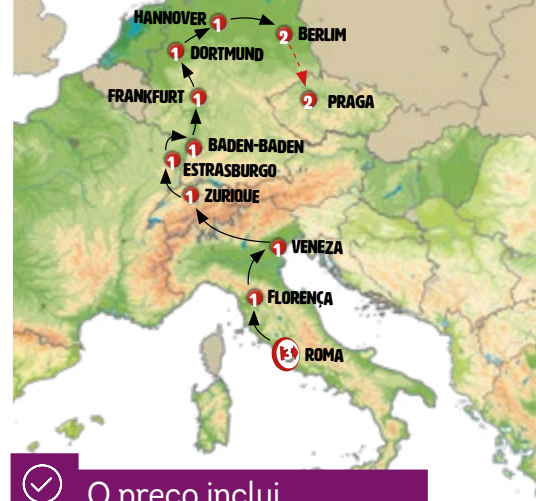 HANNOVER 1
2 BERLIM
1 DORTMUND
FRANKFURT 1
2 PRAGA
1 BADEN-BADEN
1 ESTRASBURGO
1 ZURIQUE
1 VENEZA
1 FLORENÇA
3 ROMA
O preço inclui